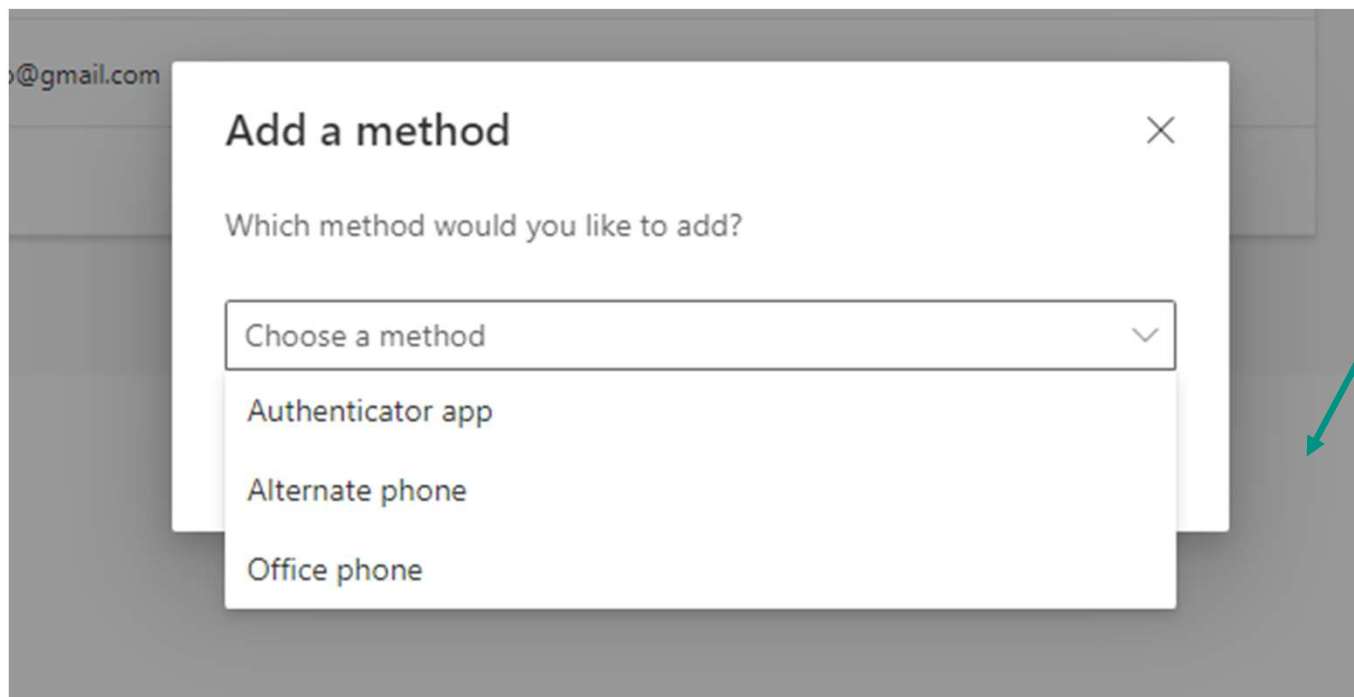 @gmail.com
Add a method
Which method would you like to add?
Choose a method
Authenticator app
Alternate phone
Office phone